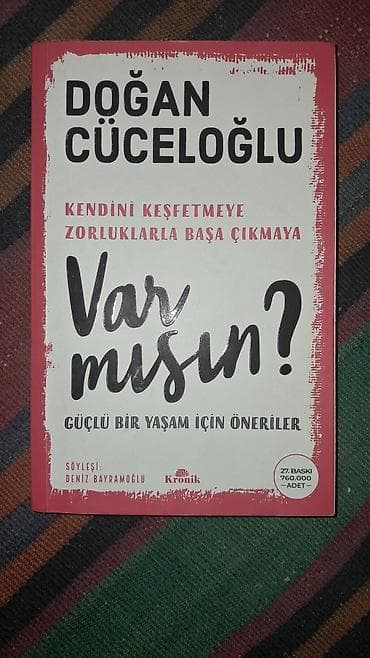 DOĞAN
CÜCELOĞLU
KENDİNİ KEŞFETMEYE
ZORLUKLARLA BAŞA ÇIKMAYA
Var
mısın?
GÜÇLÜ BİR YAŞAM İÇİN ÖNERİLER
SÖYLEŞİ:
DENİZ BAYRAMOĞLU
Kronik
27. BASKI
760.000
—ADET—